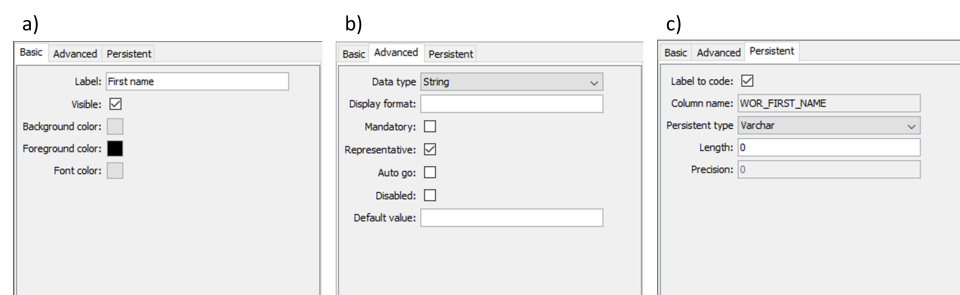 a)
Basic Advanced Persistent
Label: First name
Visible:
Background color:
Foreground color:
Font color:
b)
Basic Advanced Persistent
Data type String
Display format:
Mandatory:
Representative:
Auto go:
Disabled:
Default value:
c)
Basic Advanced Persistent
Label to code:
Column name: WOR_FIRST_NAME
Persistent type Varchar
Length: 0
Precision: 0